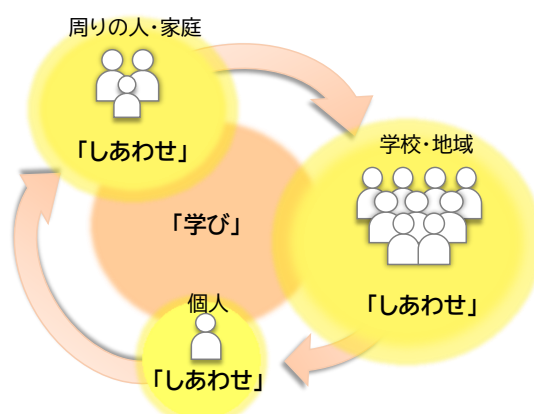 周りの人・家庭
「しあわせ」
学校・地域
「しあわせ」
「学び」
個人
「しあわせ」